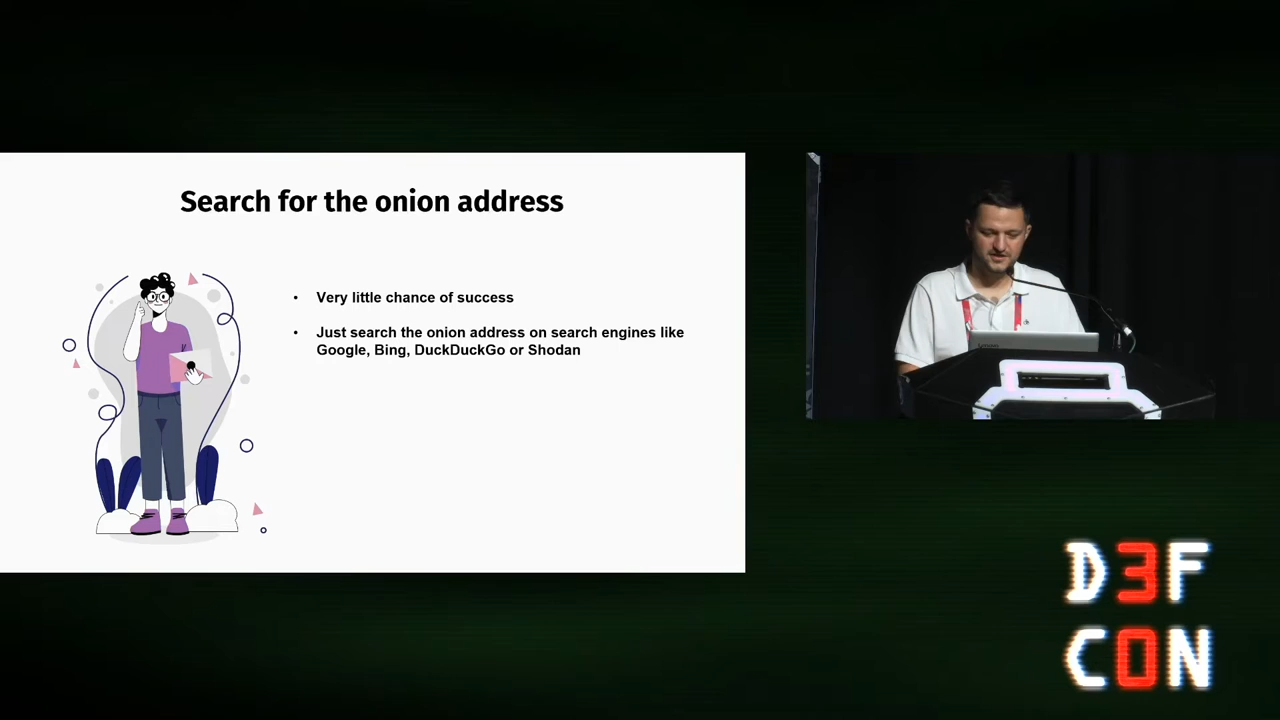 Search for the onion address
• Very little chance of success
• Just search the onion address on search engines like
Google, Bing, DuckDuckGo or Shodan
D3F
C0N